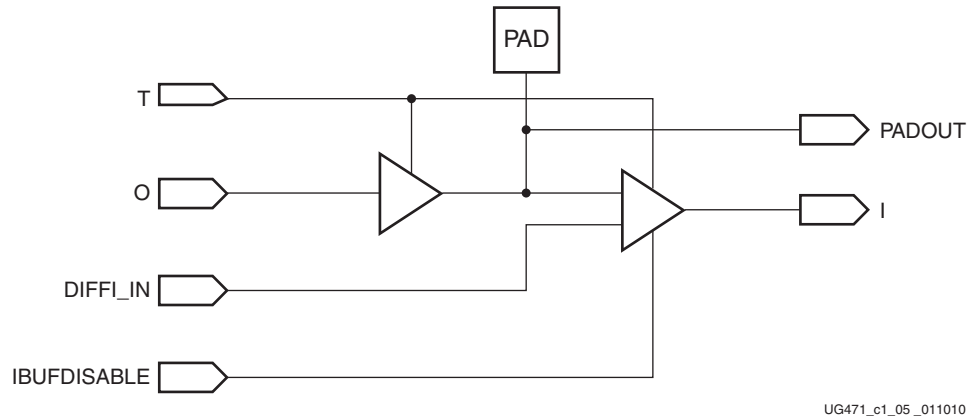 PAD
T
PADOUT
O
I
DIFFI_IN
IBUFDISABLE
UG471_c1_05 _011010